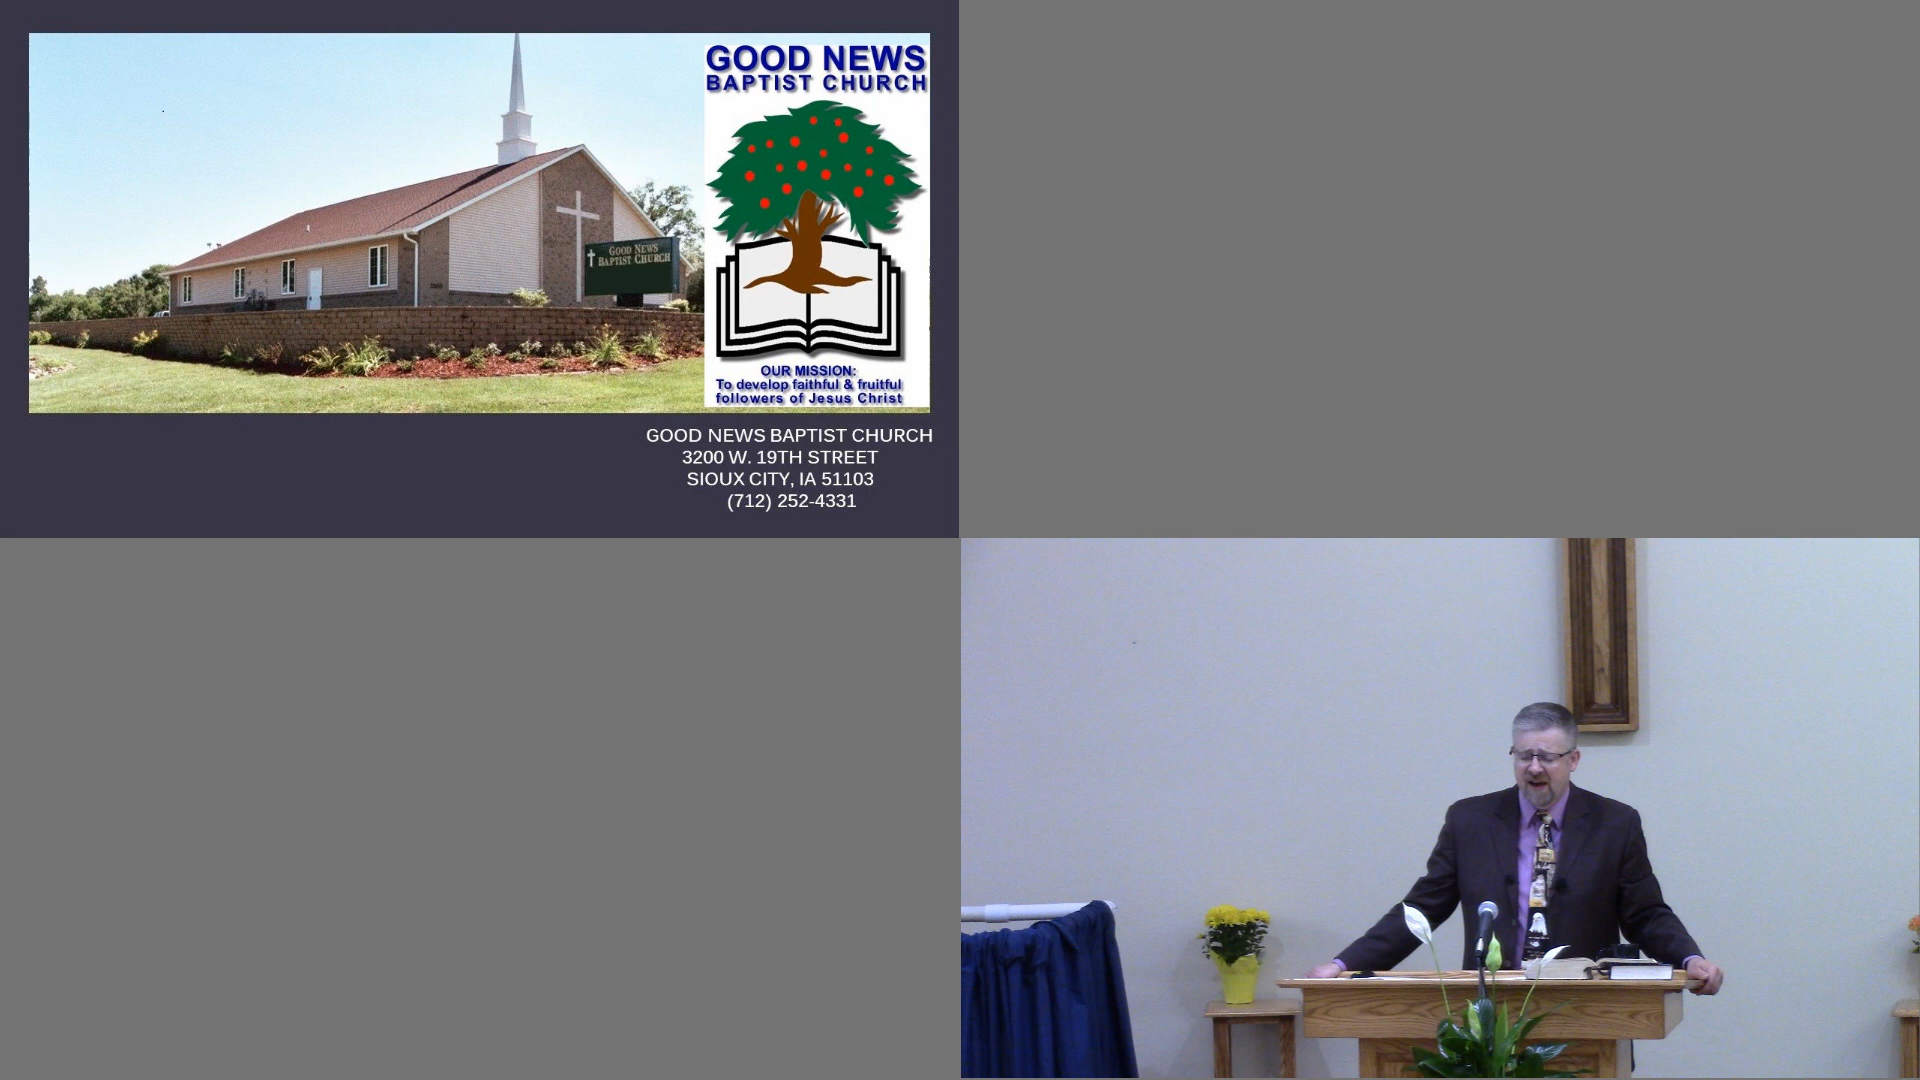 GOOD NEWS
BAPTIST CHURCH
GOOD NEWS
BAPTIST CHURCH
OUR MISSION:
To develop faithful & fruitful
followers of Jesus Christ
GOOD NEWS BAPTIST CHURCH
3200 W. 19TH STREET
SIOUX CITY, IA 51103
(712) 252-4331